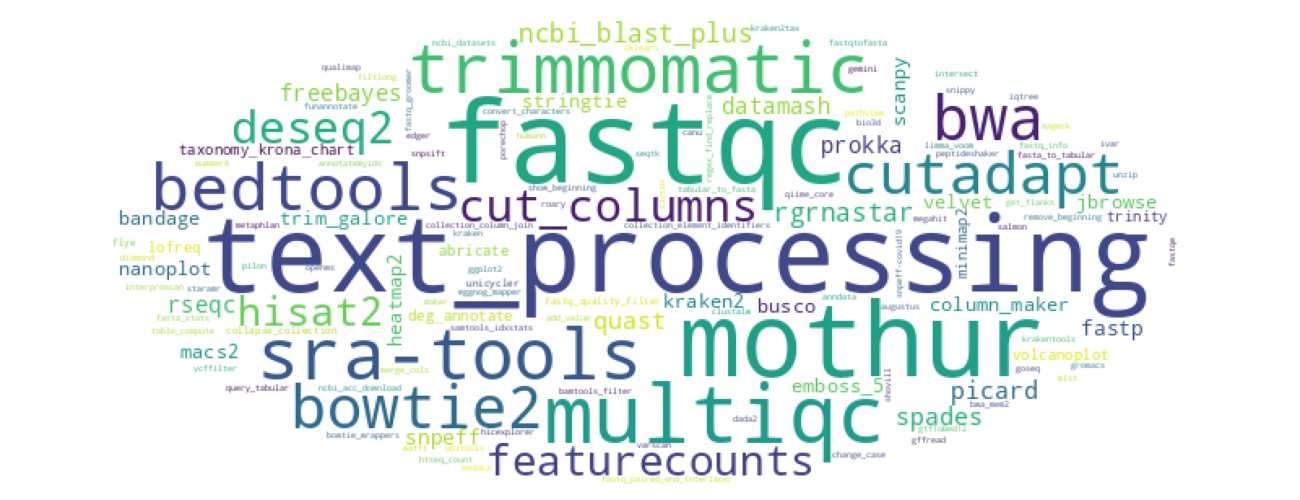 ncbi_blast_plus
kraken2tax
ncbi_datasets
sklearn
fastqtofasta
trimmomatic
qualimap
filtlong
fastq_groomer
gemini
scanpy
intersect
freebayes
stringtie
datamash
snippy
iqtree
funannotate
convert_characters
pathview
bio3d
bwa
mageck
deseq2
fastqc
edger
porechop
humann
canu
regex_find_replace
limma_voom
fastq_info
ivar
taxonomy_krona_chart
snpsift
seqtk
prokka
peptideshaker
fasta_to_tabular
mummer4
annotatemyids
cutadapt
unzip
bedtools
show_beginning
tabular_to_fasta
qiime_core
circos
roary
cut_columns
rgrnastar
velvet
get_flanks
jbrowse
bandage
trim_galore
metaphlan
collection_column_join
collection_element_identifiers
megahit
minimap2
salmon
remove_beginning
trinity
flye
lofreq
diamond
kraken
abricate
text_processing
fastqe
nanoplot
pilon
openms
ggplot2
snpeff-covid19
interproscan
staramr
heatmap2
unicycler
eggnog_mapper
rseqc
hisat2
maker
fastq_quality_filter
kraken2
busco
anndata
augustus
column_maker
fasta_stats
deg_annotate
add_value
quast
clustalw
fastp
table_compute
collapse_collection
samtools_idxstats
mothur
krakentools
macs2
sra-tools
volcanoplot
vcffilter
merge_cols
goseq
gromacs
query_tabular
ncbi_acc_download
bamtools_filter
emboss_5
shovill
picard
mlst
bowtie2
multiqc
bwa_mem2
dada2
spades
bowtie_wrappers
snpeff
hicexplorer
varscan
gffread
featurecounts
change_case
htseq_count
fastq_paired_end_interlacer